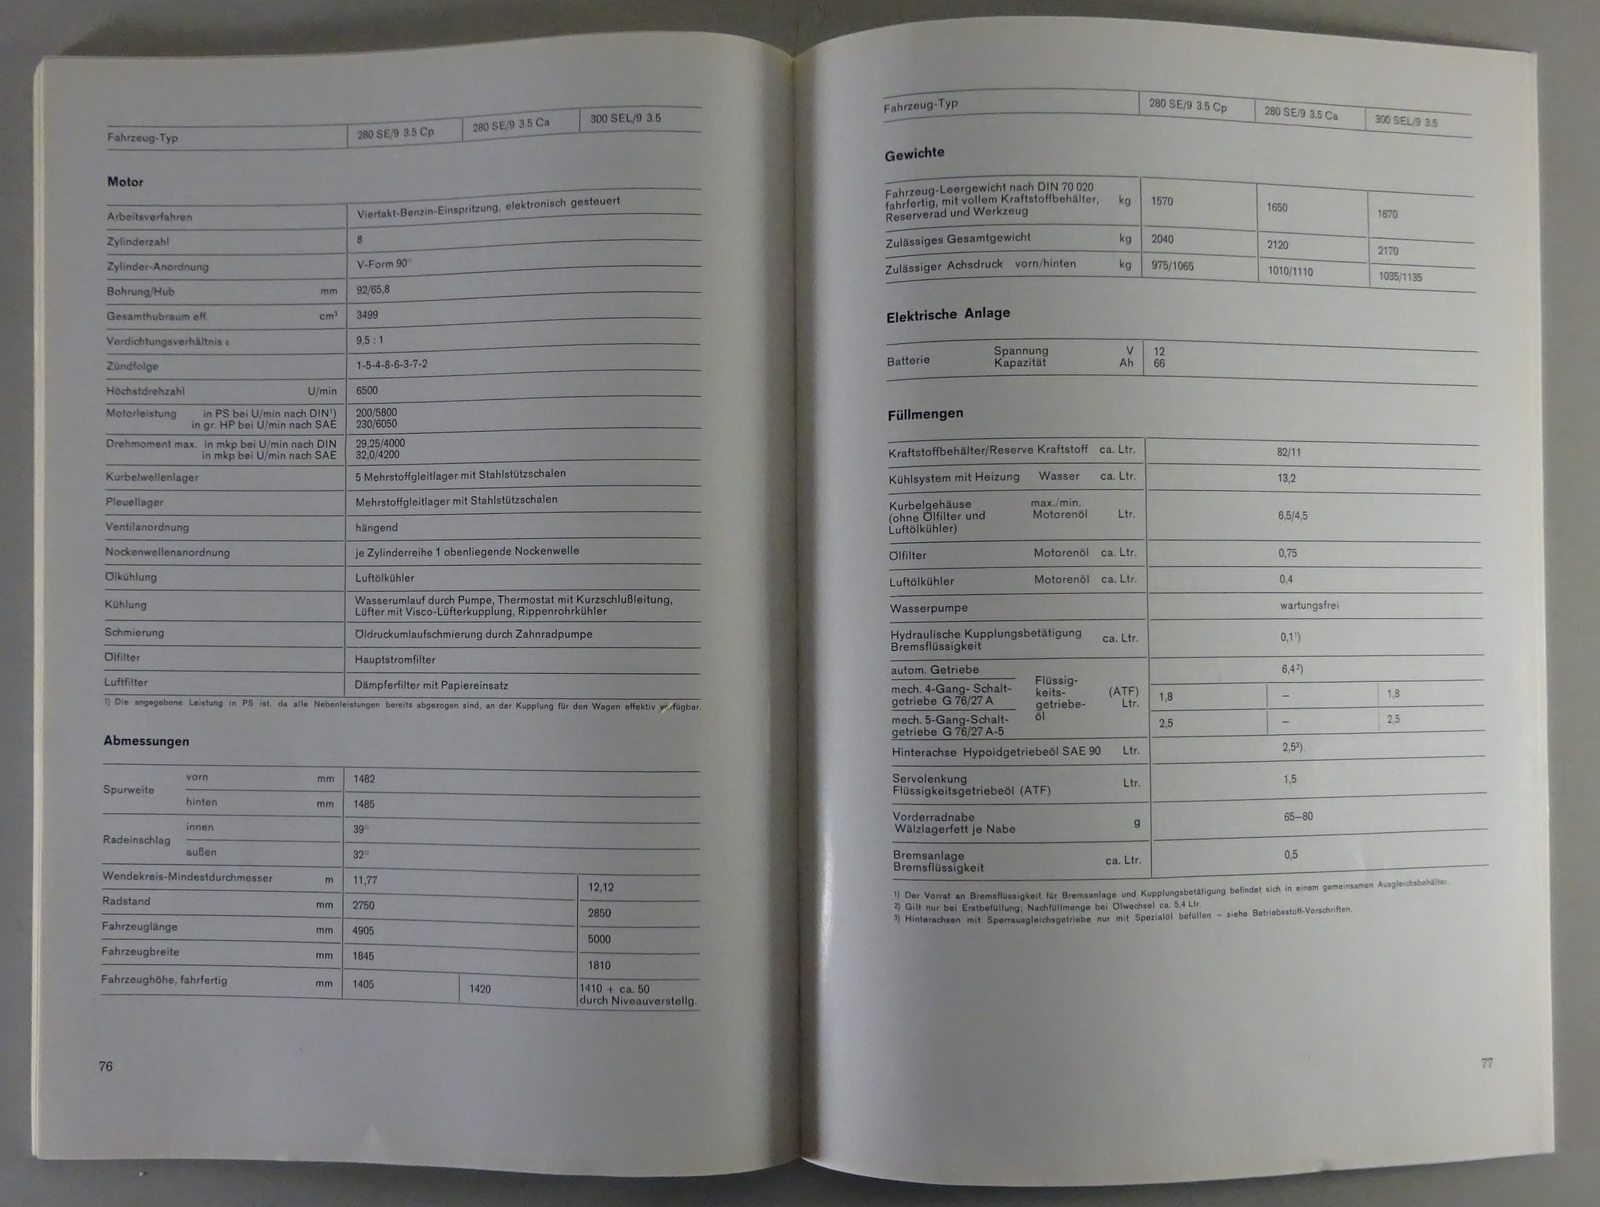 Fahrzeug-Typ 280 SE/9 3.5 Cp 280 SE/9 3.5 Ca 300 SEL/9 3.5
Motor
Arbeitsverfahren Viertakt-Benzin-Einspritzung, elektronisch gesteuert
Zylinderzahl 8
Zylinder-Anordnung V-Form 90°
Bohrung/Hub mm 92/65,8
Gesamthubraum eff. cm³ 3499
Verdichtungsverhältnis ε 9,5 : 1
Zündfolge 1-5-4-8-6-3-7-2
Höchstdrehzahl U/min 6500
Motorleistung in PS bei U/min nach DIN¹) 200/5800
in gr. HP bei U/min nach SAE 230/6050
Drehmoment max. in mkp bei U/min nach DIN 29,25/4000
in mkp bei U/min nach SAE 32,0/4200
Kurbelwellenlager 5 Mehrstoffgleitlager mit Stahlstützschalen
Pleuellager Mehrstoffgleitlager mit Stahlstützschalen
Ventilanordnung hängend
Nockenwellenanordnung je Zylinderreihe 1 obenliegende Nockenwelle
Ölkühlung Luftölkühler
Kühlung Wasserumlauf durch Pumpe, Thermostat mit Kurzschlußleitung,
Lüfter mit Visco-Lüfterkupplung, Rippenrohrkühler
Schmierung Öldruckumlaufschmierung durch Zahnradpumpe
Ölfilter Hauptstromfilter
Luftfilter Dämpferfilter mit Papiereinsatz
¹) Die angegebene Leistung in PS ist, da alle Nebenleistungen bereits abgezogen sind, an der Kupplung für den Wagen effektiv verfügbar.
Abmessungen
Spurweite vorn mm 1482
hinten mm 1485
Radeinschlag innen 39°
außen 32°
Wendekreis-Mindestdurchmesser m 11,77 12,12
Radstand mm 2750 2850
Fahrzeuglänge mm 4905 5000
Fahrzeugbreite mm 1845 1810
Fahrzeughöhe, fahrfertig mm 1405 1420 1410 + ca. 50
durch Niveauverstellg.
76
Fahrzeug-Typ 280 SE/9 3.5 Cp 280 SE/9 3.5 Ca 300 SEL/9 3.5
Gewichte
Fahrzeug-Leergewicht nach DIN 70 020
fahrfertig, mit vollem Kraftstoffbehälter, kg 1570 1650 1670
Reserverad und Werkzeug
Zulässiges Gesamtgewicht kg 2040 2120 2170
Zulässiger Achsdruck vorn/hinten kg 975/1065 1010/1110 1035/1135
Elektrische Anlage
Batterie Spannung V 12
Kapazität Ah 66
Füllmengen
Kraftstoffbehälter/Reserve Kraftstoff ca. Ltr. 82/11
Kühlsystem mit Heizung Wasser ca. Ltr. 13,2
Kurbelgehäuse max./min.
(ohne Ölfilter und Motorenöl Ltr. 6,5/4,5
Luftölkühler)
Ölfilter Motorenöl ca. Ltr. 0,75
Luftölkühler Motorenöl ca. Ltr. 0,4
Wasserpumpe wartungsfrei
Hydraulische Kupplungsbetätigung ca. Ltr. 0,1¹)
Bremsflüssigkeit
autom. Getriebe 6,4²)
mech. 4-Gang- Schalt-
getriebe G 76/27 A Flüssig-
keits-
getriebe-
öl (ATF)
Ltr. 1,8 – 1,8
mech. 5-Gang-Schalt-
getriebe G 76/27 A-5 2,5 – 2,5
Hinterachse Hypoidgetriebeöl SAE 90 Ltr. 2,5³)
Servolenkung
Flüssigkeitsgetriebeöl (ATF) Ltr. 1,5
Vorderradnabe
Wälzlagerfett je Nabe g 65–80
Bremsanlage
Bremsflüssigkeit ca. Ltr. 0,5
¹) Der Vorrat an Bremsflüssigkeit für Bremsanlage und Kupplungsbetätigung befindet sich in einem gemeinsamen Ausgleichsbehälter.
²) Gilt nur bei Erstbefüllung; Nachfüllmenge bei Ölwechsel ca. 5,4 Ltr.
³) Hinterachsen mit Sperrausgleichsgetriebe nur mit Spezialöl befüllen – siehe Betriebsstoff-Vorschriften.
77